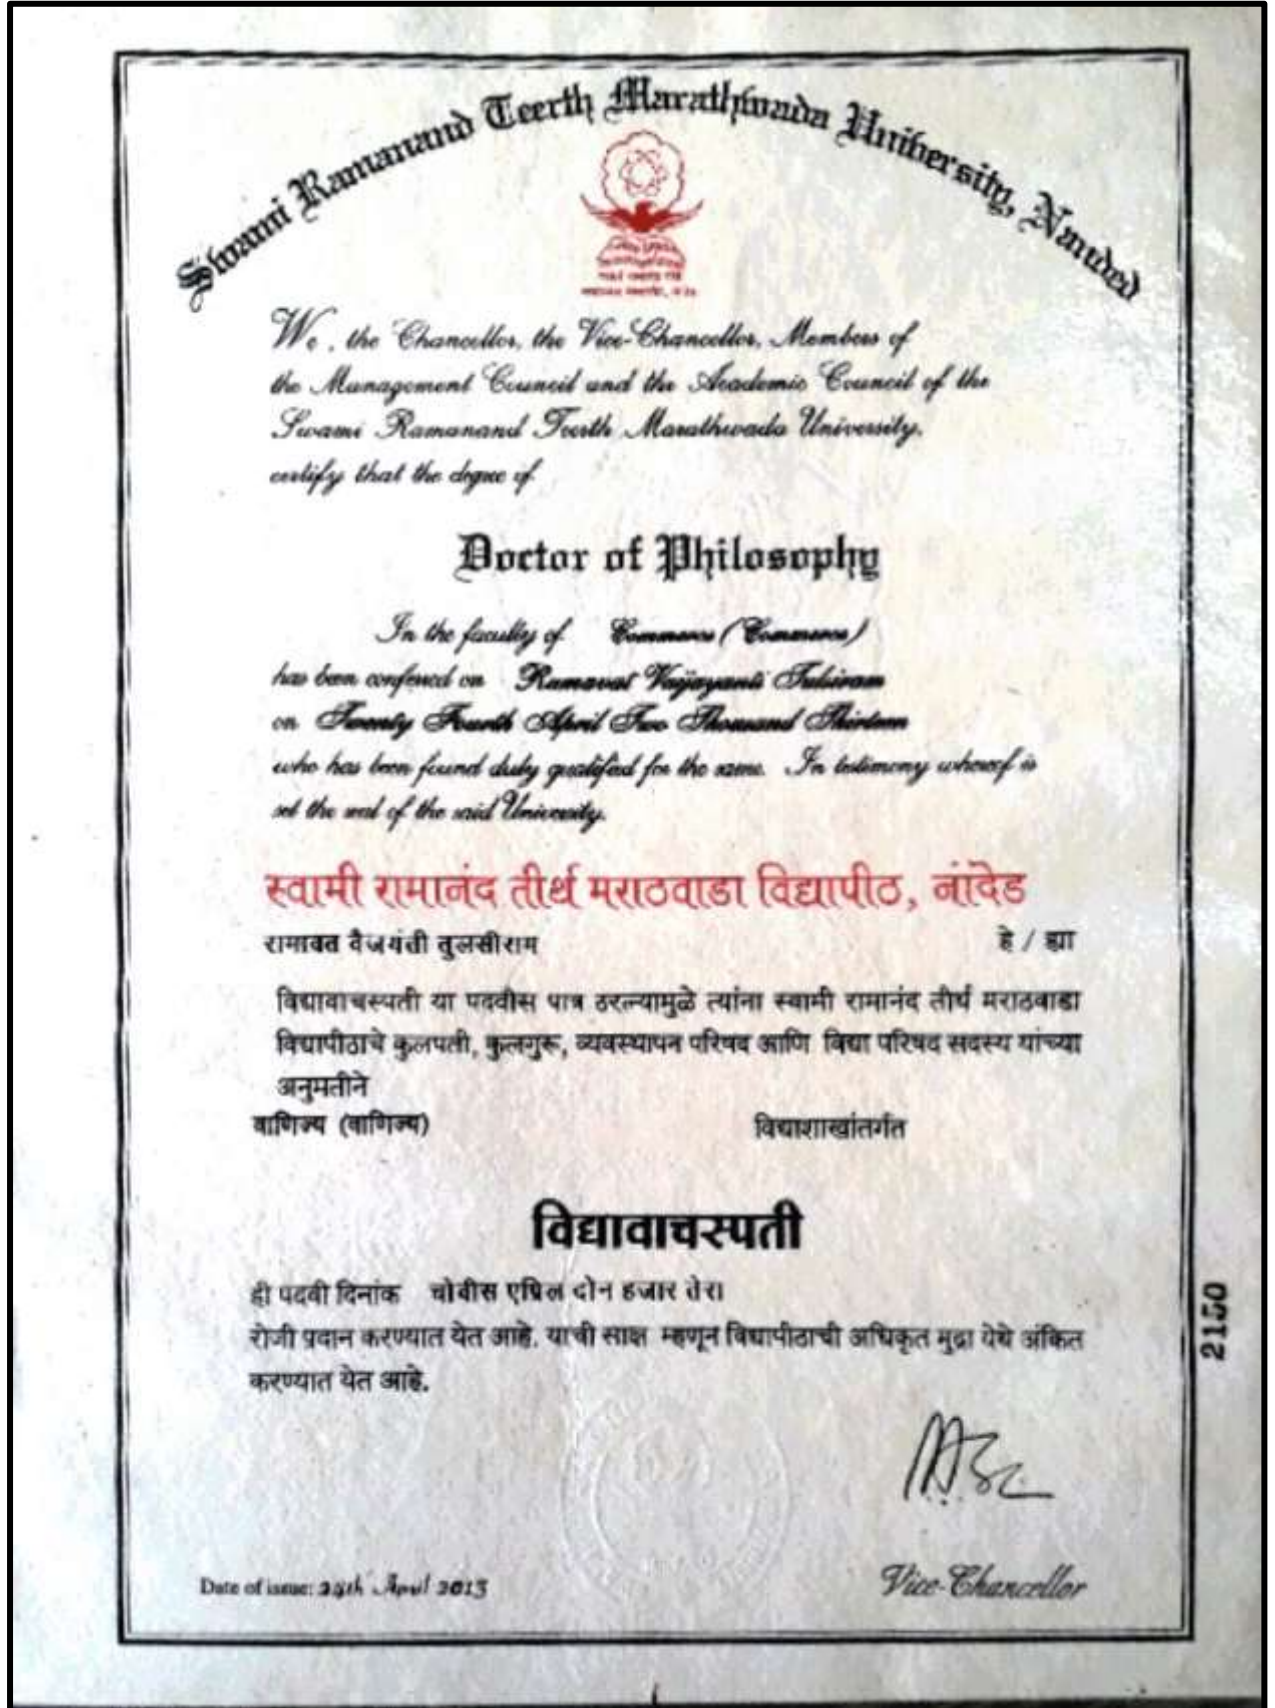 Swami Ramanand Teerth Marathwada University, Nanded
We, the Chancellor, the Vice-Chancellor, Members of
the Management Council and the Academic Council of the
Swami Ramanand Teerth Marathwada University,
certify that the degree of
Doctor of Philosophy
In the faculty of Commerce (Commerce)
has been conferred on Ramavat Vaijayanti Tulsiram
on Twenty Fourth April Two Thousand Thirteen
who has been found duly qualified for the same. In testimony whereof is
set the seal of the said University.
स्वामी रामानंद तीर्थ मराठवाडा विद्यापीठ, नांदेड
रामावत वैजयंती तुलसीराम हे / ह्या
विद्यावाचस्पती या पदवीस पात्र ठरल्यामुळे त्यांना स्वामी रामानंद तीर्थ मराठवाडा
विद्यापीठाचे कुलपती, कुलगुरू, व्यवस्थापन परिषद आणि विद्या परिषद सदस्य यांच्या
अनुमतीने
वाणिज्य (वाणिज्य) विद्याशाखांतर्गत
विद्यावाचस्पती
ही पदवी दिनांक चोवीस एप्रिल दोन हजार तेरा
रोजी प्रदान करण्यात येत आहे. याची साक्ष म्हणून विद्यापीठाची अधिकृत मुद्रा येथे अंकित
करण्यात येत आहे.
2150
Date of issue: 24th April 2013
Vice-Chancellor